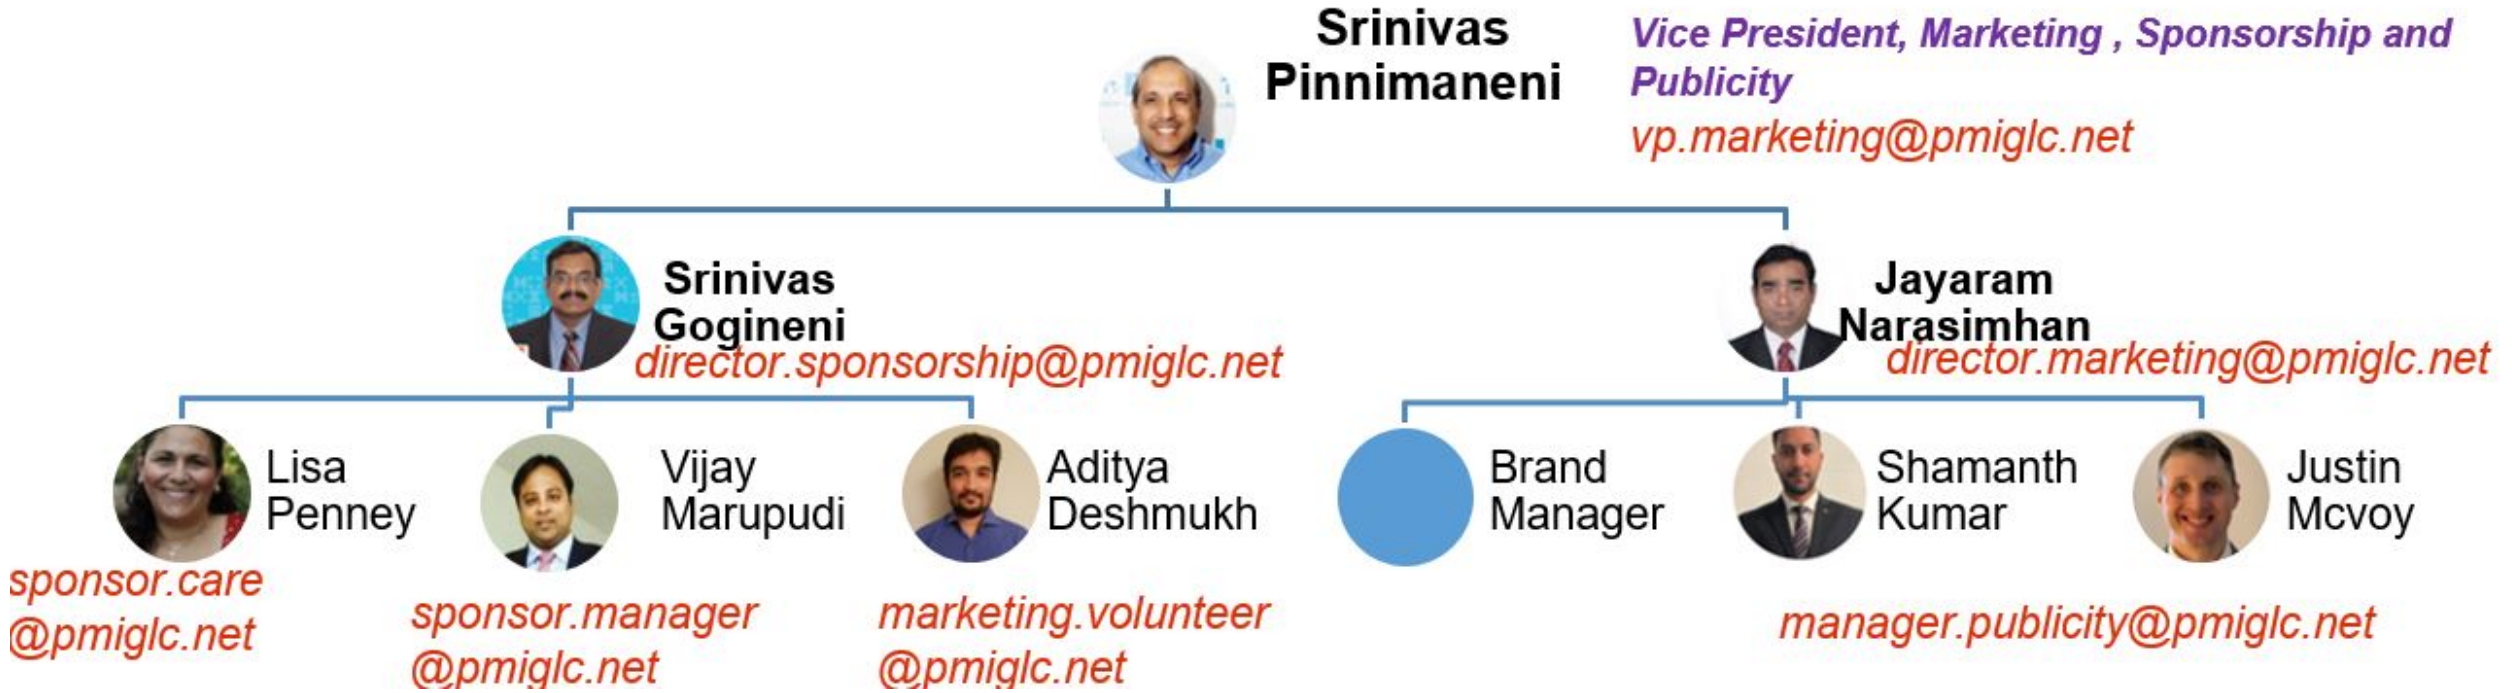 Srinivas
Pinnimaneni
Vice President, Marketing , Sponsorship and
Publicity
vp.marketing@pmiglc.net
Srinivas
Gogineni
director.sponsorship@pmiglc.net
Jayaram
Narasimhan
director.marketing@pmiglc.net
Lisa
Penney
sponsor.care
@pmiglc.net
Vijay
Marupudi
sponsor.manager
@pmiglc.net
Aditya
Deshmukh
marketing.volunteer
@pmiglc.net
Brand
Manager
Shamanth
Kumar
Justin
Mcvoy
manager.publicity@pmiglc.net